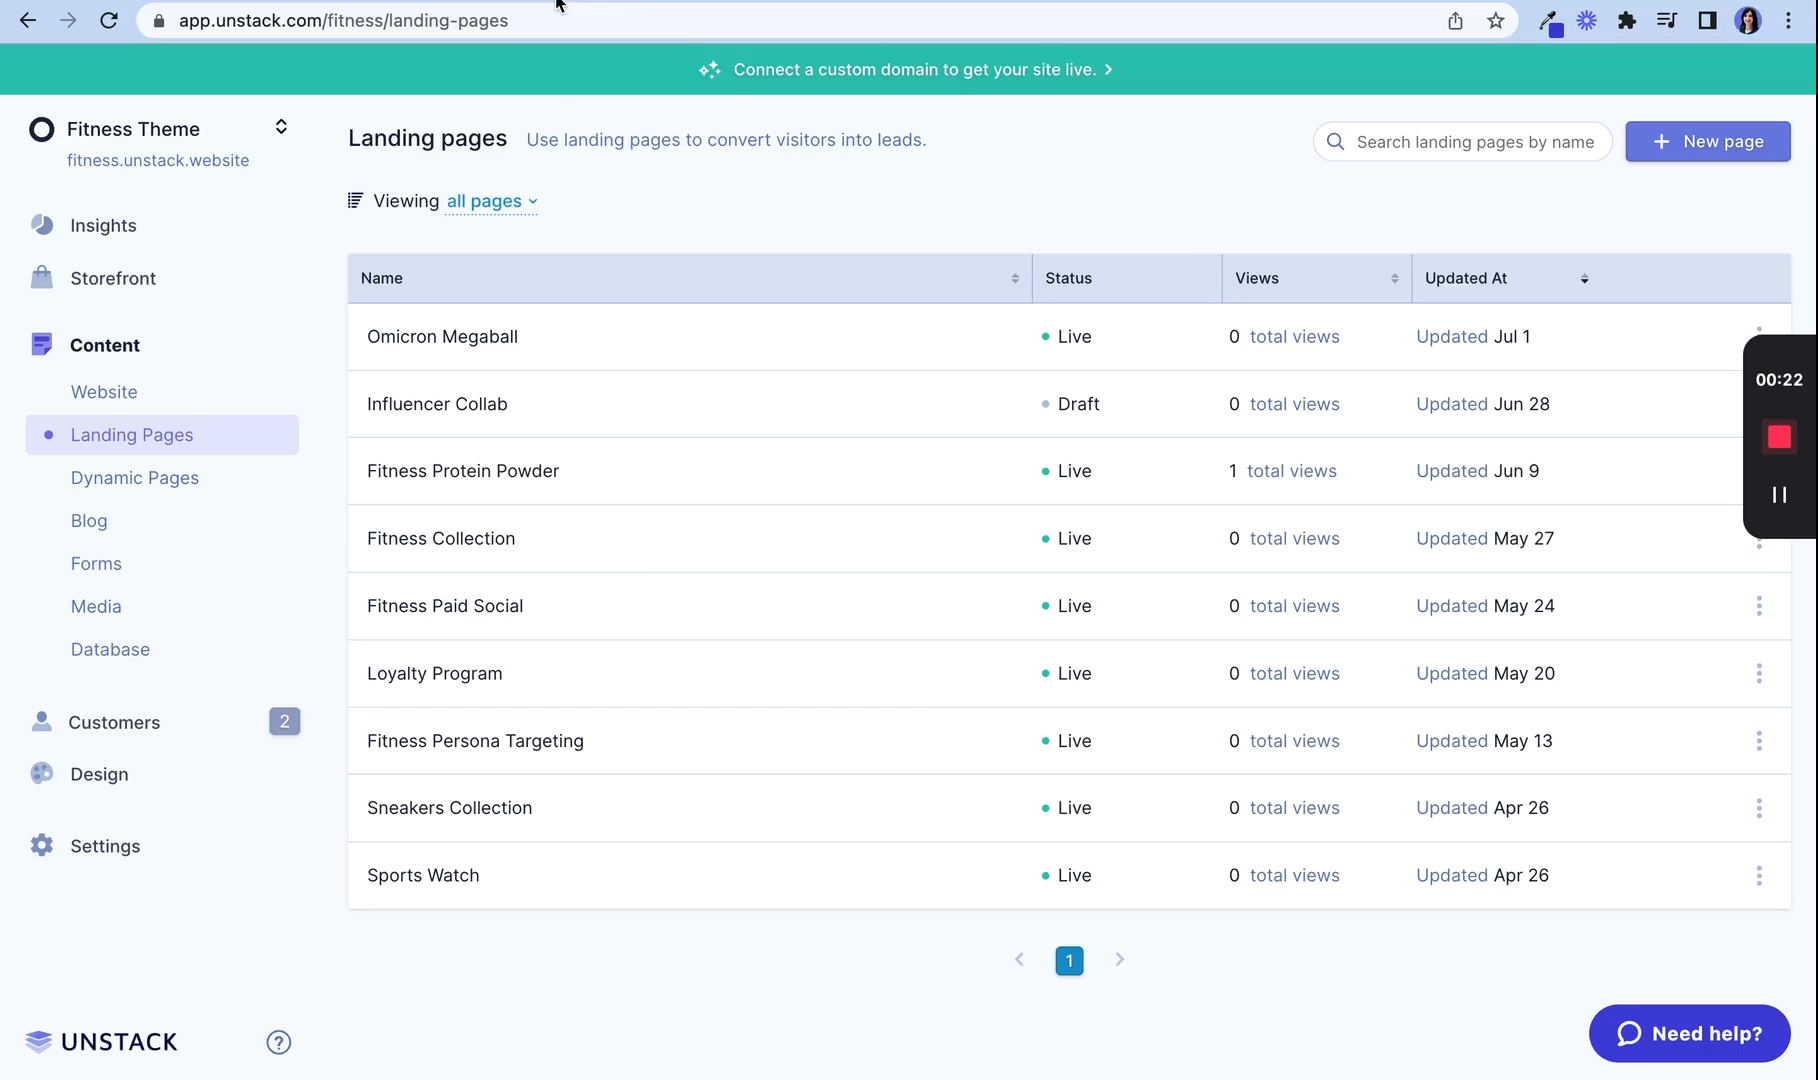 app.unstack.com/fitness/landing-pages
Connect a custom domain to get your site live.
Fitness Theme
fitness.unstack.website
Insights
Storefront
Content
Website
Landing Pages
Dynamic Pages
Blog
Forms
Media
Database
Customers 2
Design
Settings
UNSTACK ?
Landing pages Use landing pages to convert visitors into leads.
Search landing pages by name
+ New page
Viewing all pages
Name Status Views Updated At
Omicron Megaball Live 0 total views Updated Jul 1
Influencer Collab Draft 0 total views Updated Jun 28
Fitness Protein Powder Live 1 total views Updated Jun 9
Fitness Collection Live 0 total views Updated May 27
Fitness Paid Social Live 0 total views Updated May 24
Loyalty Program Live 0 total views Updated May 20
Fitness Persona Targeting Live 0 total views Updated May 13
Sneakers Collection Live 0 total views Updated Apr 26
Sports Watch Live 0 total views Updated Apr 26
1
00:22
Need help?